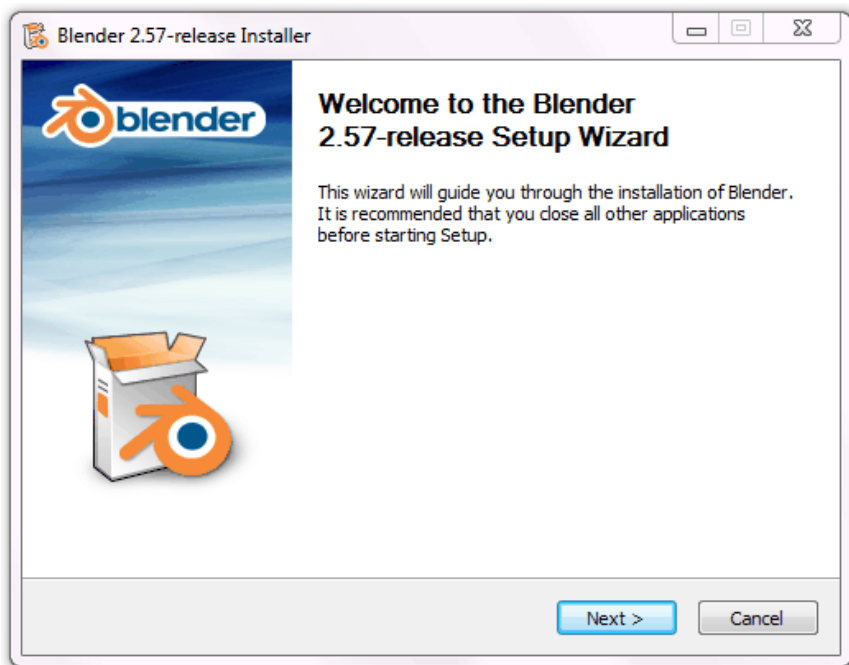 Blender 2.57-release Installer
blender
Welcome to the Blender
2.57-release Setup Wizard
This wizard will guide you through the installation of Blender.
It is recommended that you close all other applications
before starting Setup.
Next >
Cancel